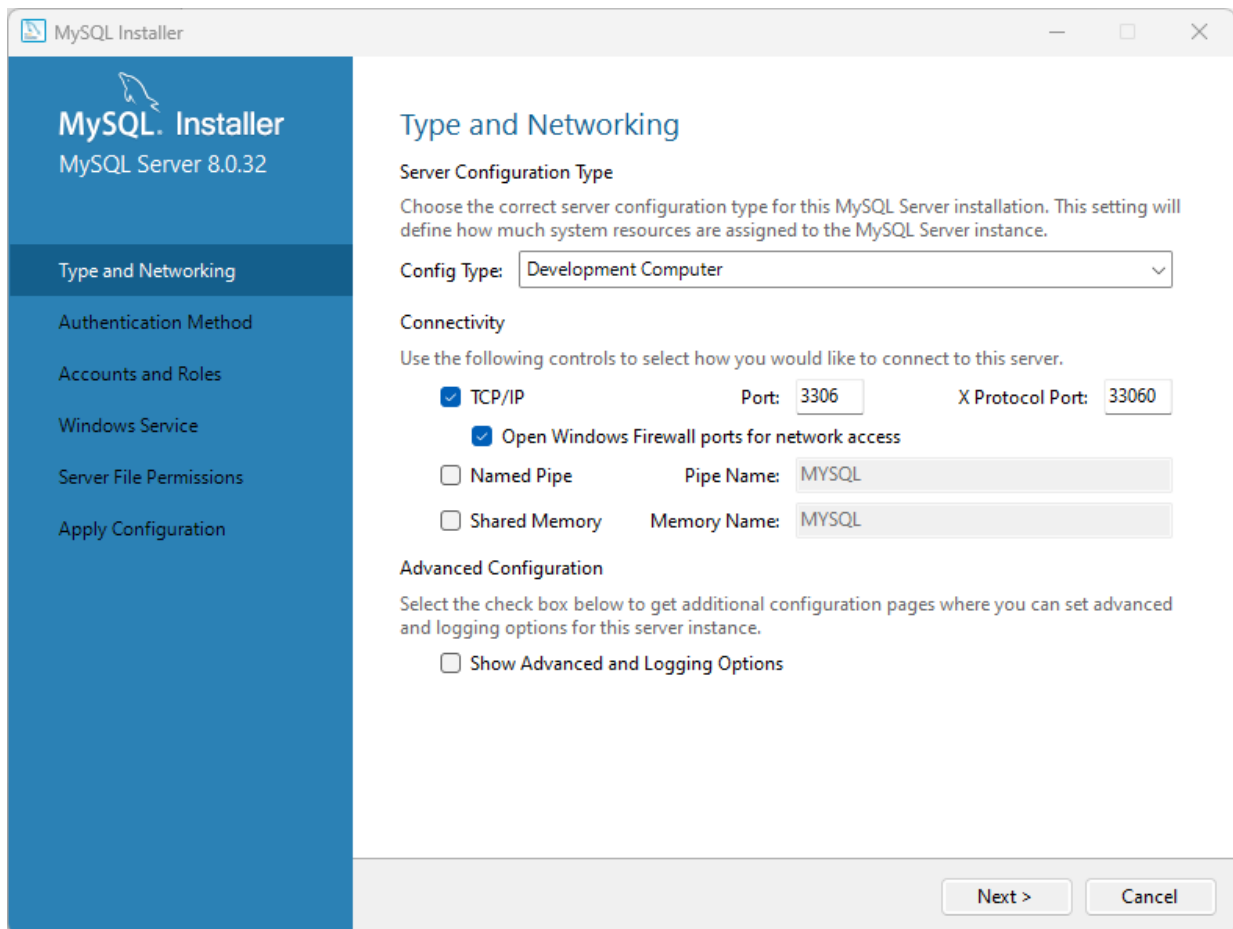 MySQL Installer
MySQL. Installer
MySQL Server 8.0.32
Type and Networking
Authentication Method
Accounts and Roles
Windows Service
Server File Permissions
Apply Configuration
Type and Networking
Server Configuration Type
Choose the correct server configuration type for this MySQL Server installation. This setting will
define how much system resources are assigned to the MySQL Server instance.
Config Type: Development Computer
Connectivity
Use the following controls to select how you would like to connect to this server.
TCP/IP Port: 3306 X Protocol Port: 33060
Open Windows Firewall ports for network access
Named Pipe Pipe Name: MYSQL
Shared Memory Memory Name: MYSQL
Advanced Configuration
Select the check box below to get additional configuration pages where you can set advanced
and logging options for this server instance.
Show Advanced and Logging Options
Next > Cancel